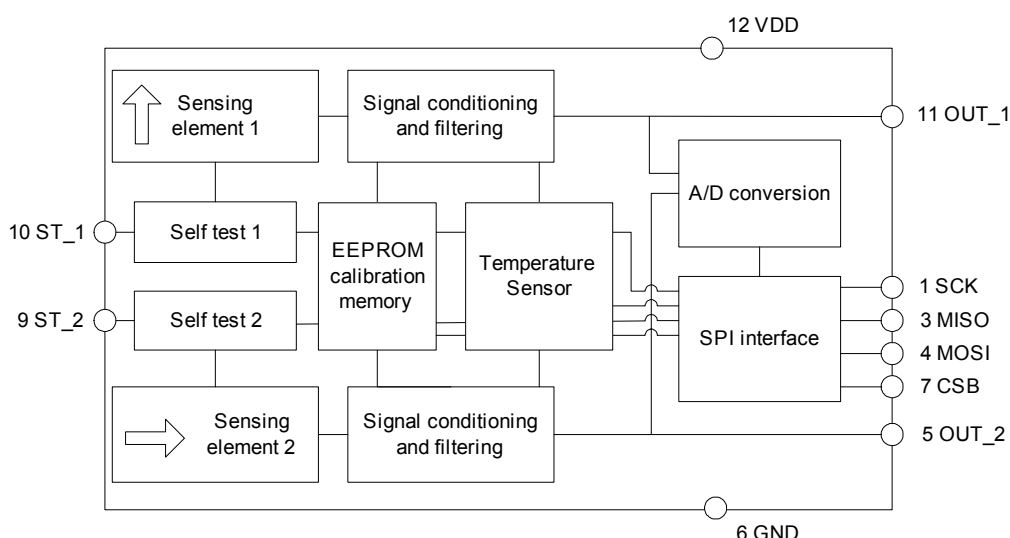 12 VDD
Sensing
element 1
Signal conditioning
and filtering
11 OUT_1
A/D conversion
10 ST_1
Self test 1
EEPROM
calibration
memory
Temperature
Sensor
9 ST_2
Self test 2
SPI interface
1 SCK
3 MISO
4 MOSI
7 CSB
Sensing
element 2
Signal conditioning
and filtering
5 OUT_2
6 GND